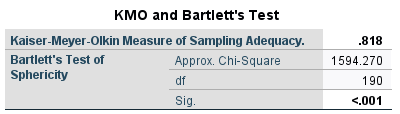 KMO and Bartlett's Test
Kaiser-Meyer-Olkin Measure of Sampling Adequacy. .818
Bartlett's Test of Sphericity Approx. Chi-Square 1594.270
df 190
Sig. <.001